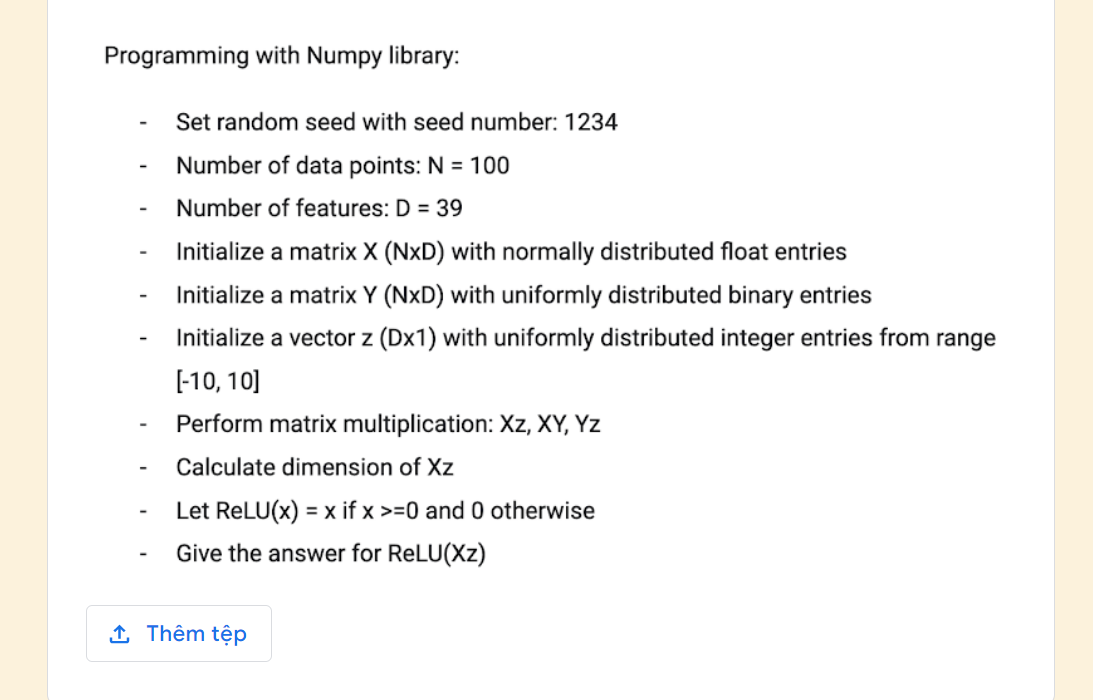 Programming with Numpy library:
- Set random seed with seed number: 1234
- Number of data points: N = 100
- Number of features: D = 39
- Initialize a matrix X (NxD) with normally distributed float entries
- Initialize a matrix Y (NxD) with uniformly distributed binary entries
- Initialize a vector z (Dx1) with uniformly distributed integer entries from range
[-10, 10]
- Perform matrix multiplication: Xz, XY, Yz
- Calculate dimension of Xz
- Let ReLU(x) = x if x >=0 and 0 otherwise
- Give the answer for ReLU(Xz)
Thêm tệp